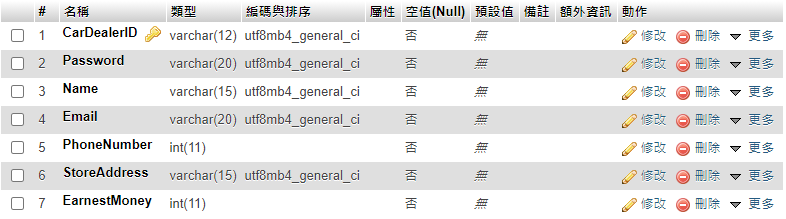 # 名稱 類型 編碼與排序 屬性 空值(Null) 預設值 備註 額外資訊 動作
1 CarDealerID varchar(12) utf8mb4_general_ci 否 無 修改 刪除 更多
2 Password varchar(20) utf8mb4_general_ci 否 無 修改 刪除 更多
3 Name varchar(15) utf8mb4_general_ci 否 無 修改 刪除 更多
4 Email varchar(20) utf8mb4_general_ci 否 無 修改 刪除 更多
5 PhoneNumber int(11) 否 無 修改 刪除 更多
6 StoreAddress varchar(15) utf8mb4_general_ci 否 無 修改 刪除 更多
7 EarnestMoney int(11) 否 無 修改 刪除 更多